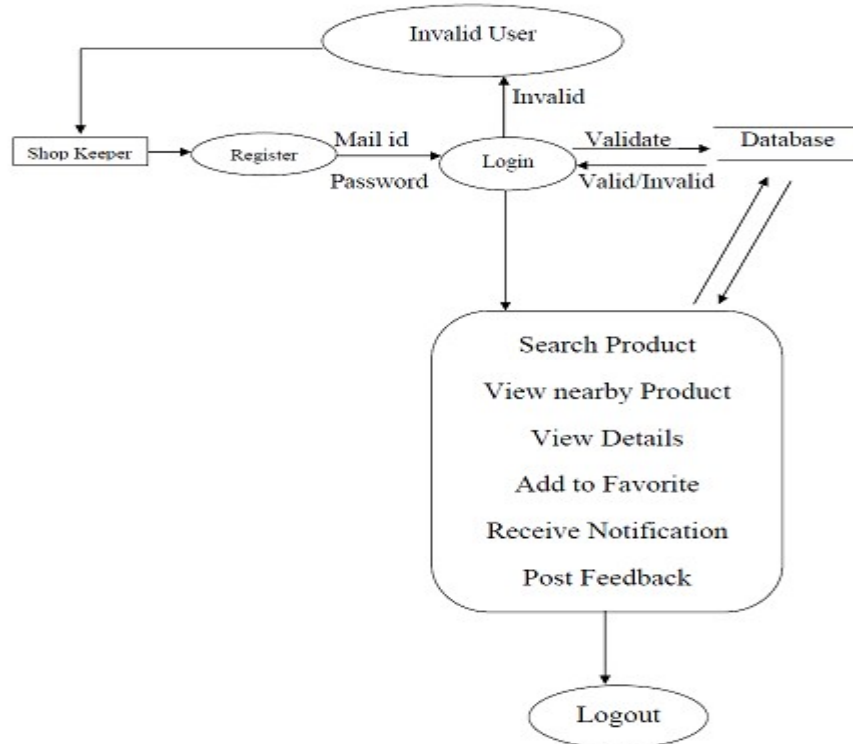 Invalid User
Invalid
Shop Keeper
Register
Mail id
Password
Login
Validate
Valid/Invalid
Database
Search Product
View nearby Product
View Details
Add to Favorite
Receive Notification
Post Feedback
Logout